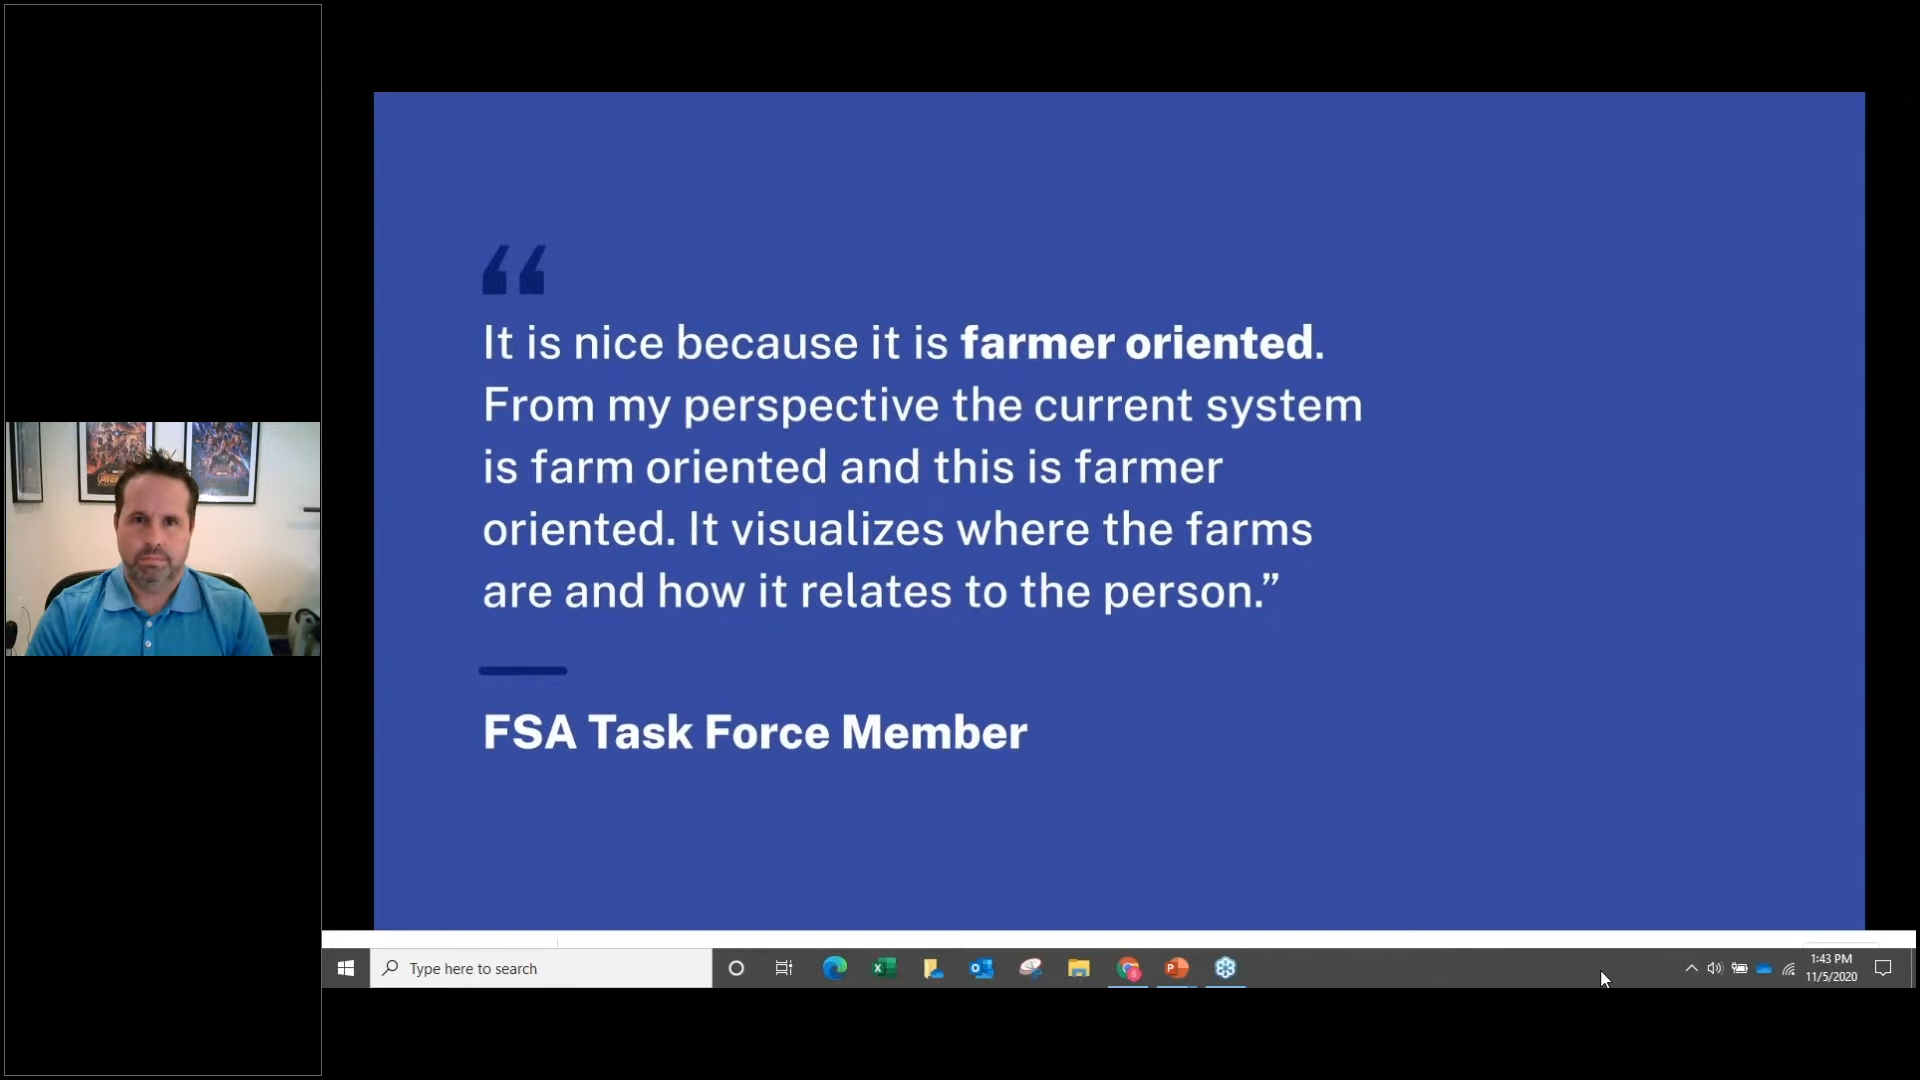 “
It is nice because it is farmer oriented.
From my perspective the current system
is farm oriented and this is farmer
oriented. It visualizes where the farms
are and how it relates to the person.”
FSA Task Force Member
Type here to search
1:43 PM
11/5/2020